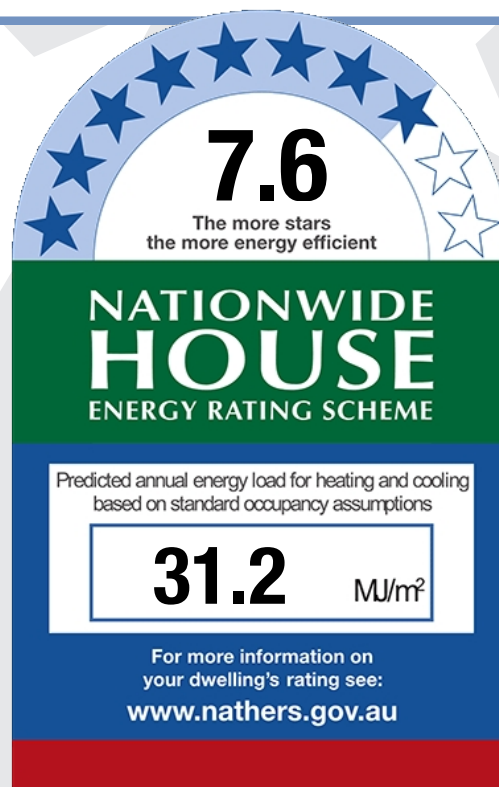 7.6
The more stars
the more energy efficient
NATIONWIDE
HOUSE
ENERGY RATING SCHEME
Predicted annual energy load for heating and cooling
based on standard occupancy assumptions
31.2 MJ/m²
For more information on
your dwelling's rating see:
www.nathers.gov.au